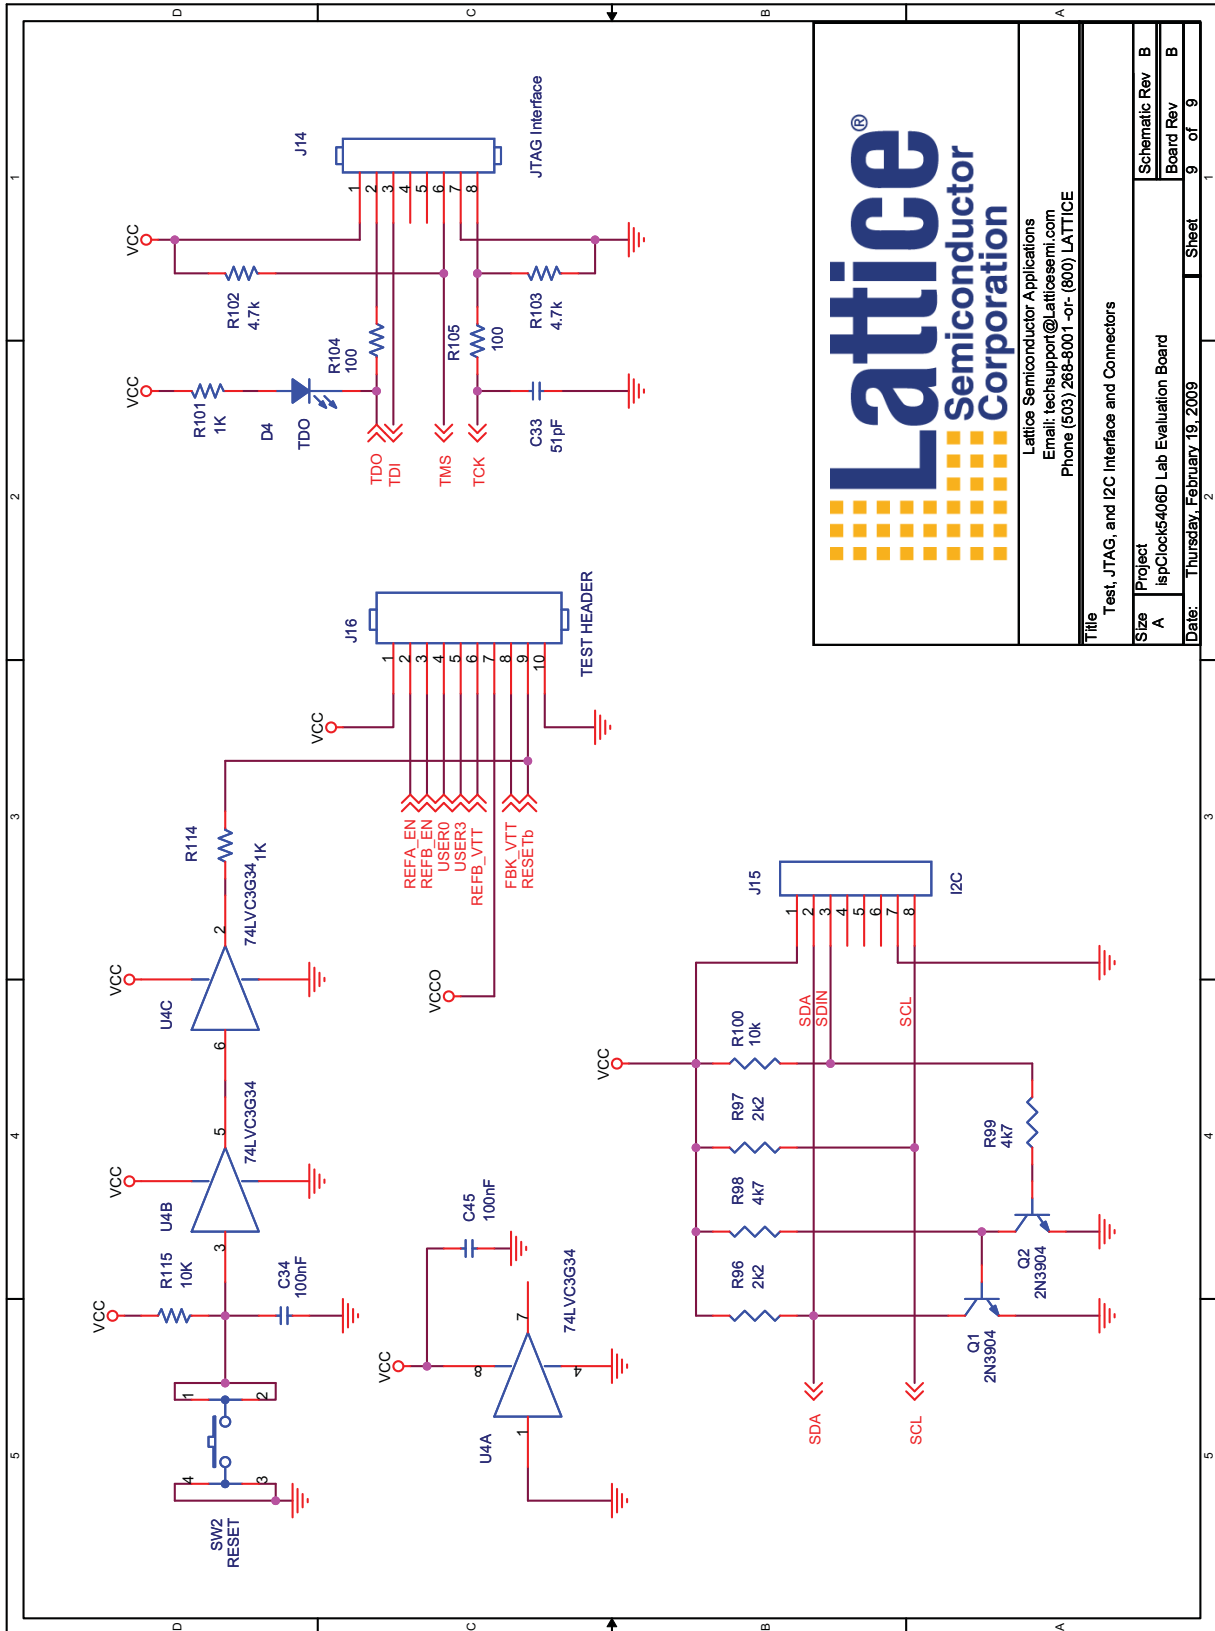 5
4
3
2
1
D
C
B
A
SW2
RESET
4
3
1
2
VCC
R115
10K
C34
100nF
3
U4B
VCC
5
74LVC3G34
6
U4C
VCC
2
74LVC3G34
R114
1K
U4A
1
VCC
8
4
7
74LVC3G34
C45
100nF
VCC
VCCO
REFA_EN
REFB_EN
USER0
USER3
REFB_VTT
FBK_VTT
RESETb
J16
1
2
3
4
5
6
7
8
9
10
TEST HEADER
VCC
R101
1K
D4
TDO
VCC
R102
4.7k
R104
100
R105
100
R103
4.7k
C33
51pF
TDO
TDI
TMS
TCK
J14
1
2
3
4
5
6
7
8
JTAG Interface
SDA
SCL
R96
2k2
R98
4k7
R97
2k2
R100
10k
VCC
SDA
SDIN
SCL
Q1
2N3904
Q2
2N3904
R99
4k7
J15
1
2
3
4
5
6
7
8
I2C
Lattice®
Semiconductor
Corporation
Lattice Semiconductor Applications
Email: techsupport@Latticesemi.com
Phone (503) 268-8001 -or- (800) LATTICE
Title
Test, JTAG, and I2C Interface and Connectors
Size
A
Project
ispClock5406D Lab Evaluation Board
Schematic Rev B
Board Rev B
Date: Thursday, February 19, 2009
Sheet 9 of 9
5
4
3
2
1
D
C
B
A